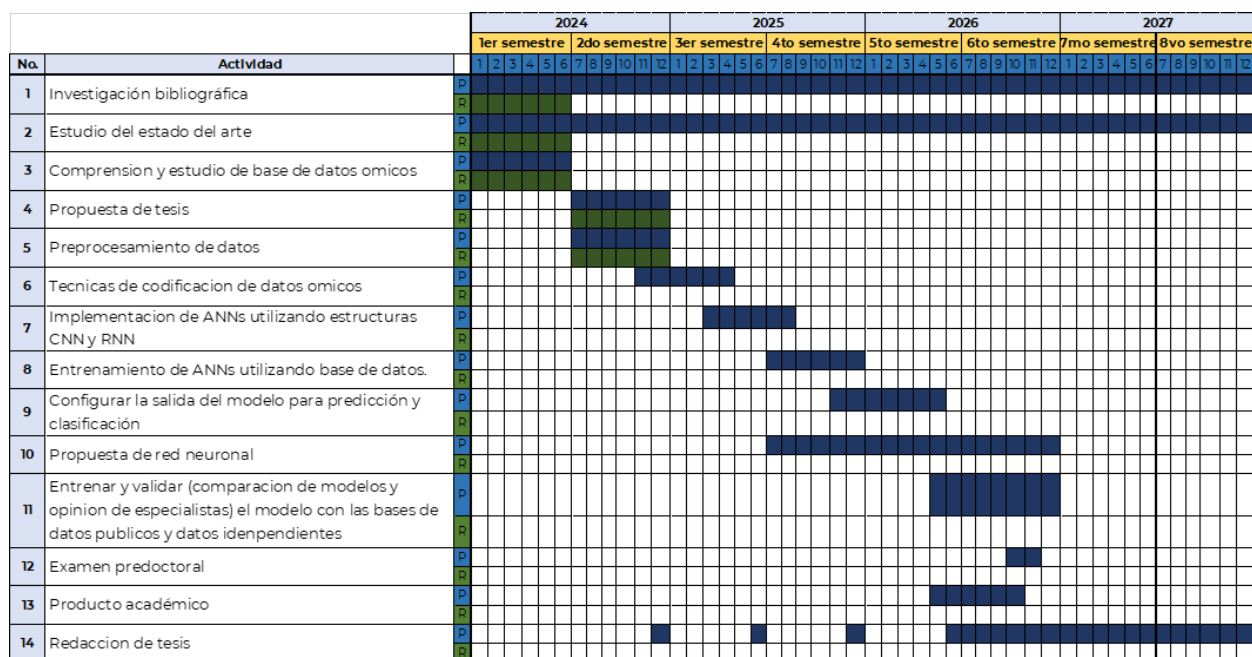 2024 2025 2026 2027
1er semestre 2do semestre 3er semestre 4to semestre 5to semestre 6to semestre 7mo semestre 8vo semestre
No. Actividad 1 2 3 4 5 6 7 8 9 10 11 12 1 2 3 4 5 6 7 8 9 10 11 12 1 2 3 4 5 6 7 8 9 10 11 12 1 2 3 4 5 6 7 8 9 10 11 12
1 Investigación bibliográfica P
R
2 Estudio del estado del arte P
R
3 Comprension y estudio de base de datos omicos P
R
4 Propuesta de tesis P
R
5 Preprocesamiento de datos P
R
6 Tecnicas de codificacion de datos omicos P
R
7 Implementacion de ANNs utilizando estructuras P
CNN y RNN R
8 Entrenamiento de ANNs utilizando base de datos. P
R
9 Configurar la salida del modelo para predicción y P
clasificación R
10 Propuesta de red neuronal P
R
11 Entrenar y validar (comparacion de modelos y P
opinion de especialistas) el modelo con las bases de
datos publicos y datos idenpendientes R
12 Examen predoctoral P
R
13 Producto académico P
R
14 Redaccion de tesis P
R